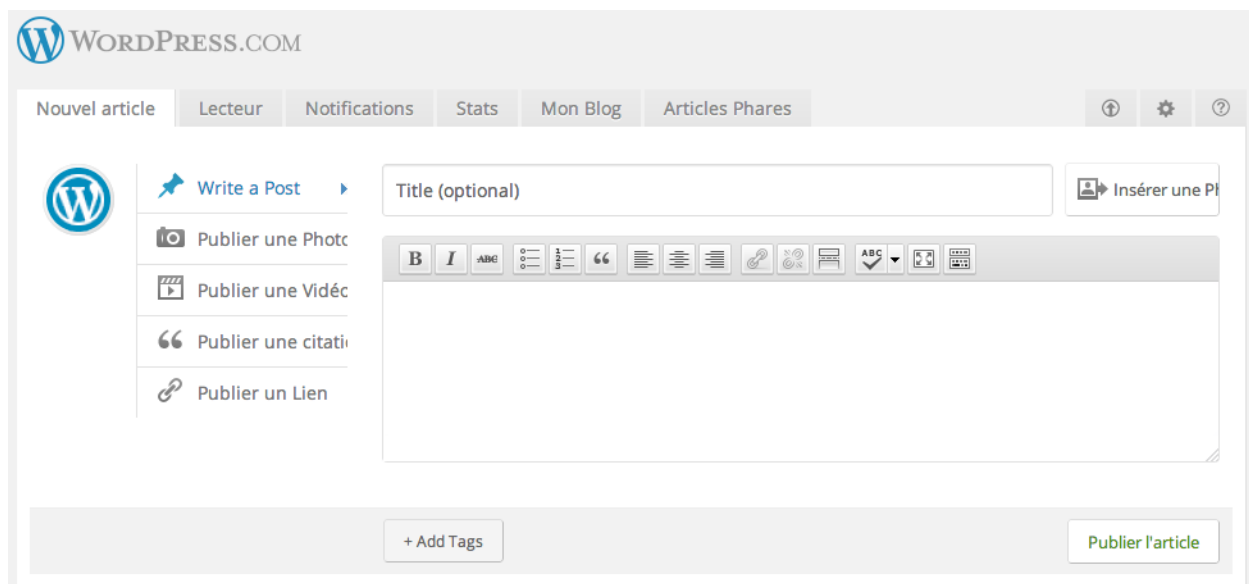 WORDPRESS.COM
Nouvel article Lecteur Notifications Stats Mon Blog Articles Phares
Write a Post
Title (optional)
Insérer une Ph
Publier une Photo
B I ABC ABC
Publier une Vidéo
Publier une citati
Publier un Lien
+ Add Tags
Publier l'article